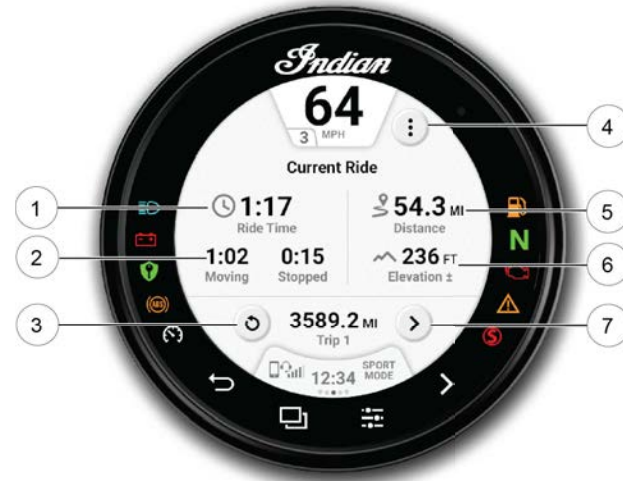 Indian
64
3 MPH
Current Ride
1:17
Ride Time
54.3 MI
Distance
1:02 0:15
Moving Stopped
236 FT
Elevation ±
3589.2 MI
Trip 1
12:34
SPORT
MODE
ABS
N
S
1
2
3
4
5
6
7